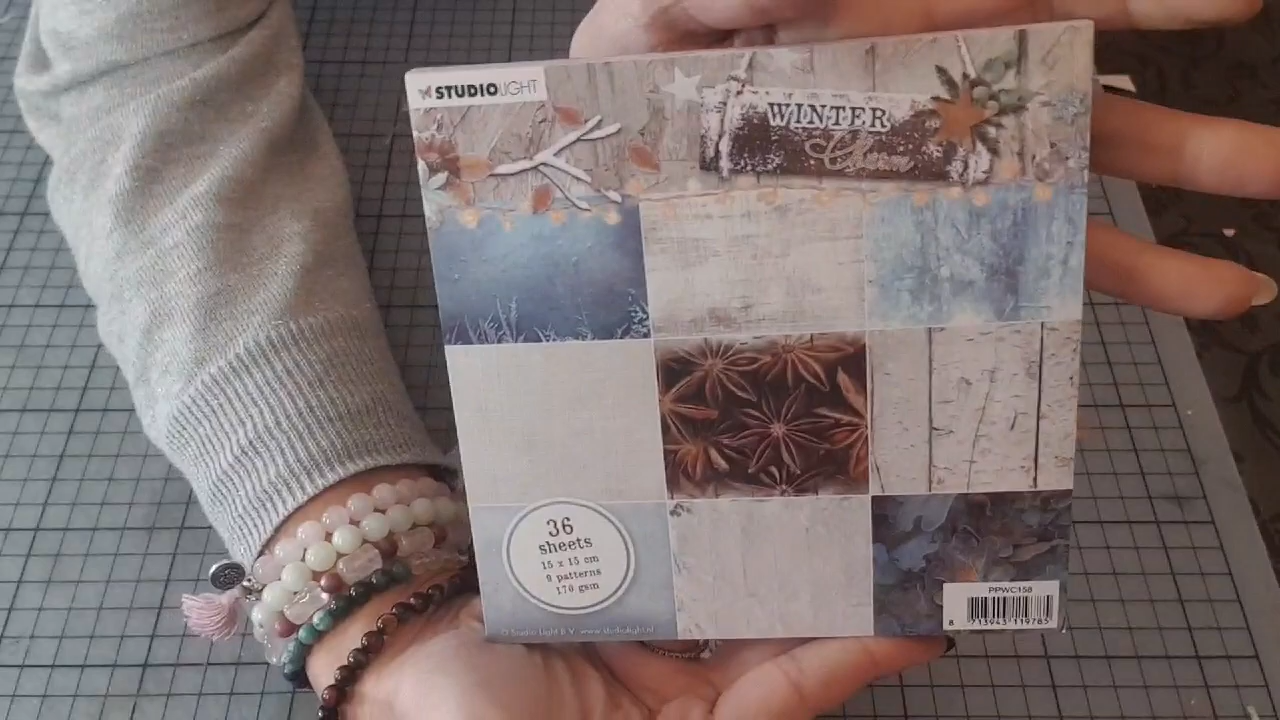 STUDIOLIGHT
WINTER
Charm
36
sheets
15 x 15 cm
9 patterns
170 gsm
© Studio Light B.V. www.studiolight.nl
PPWC158
8 713943 119785